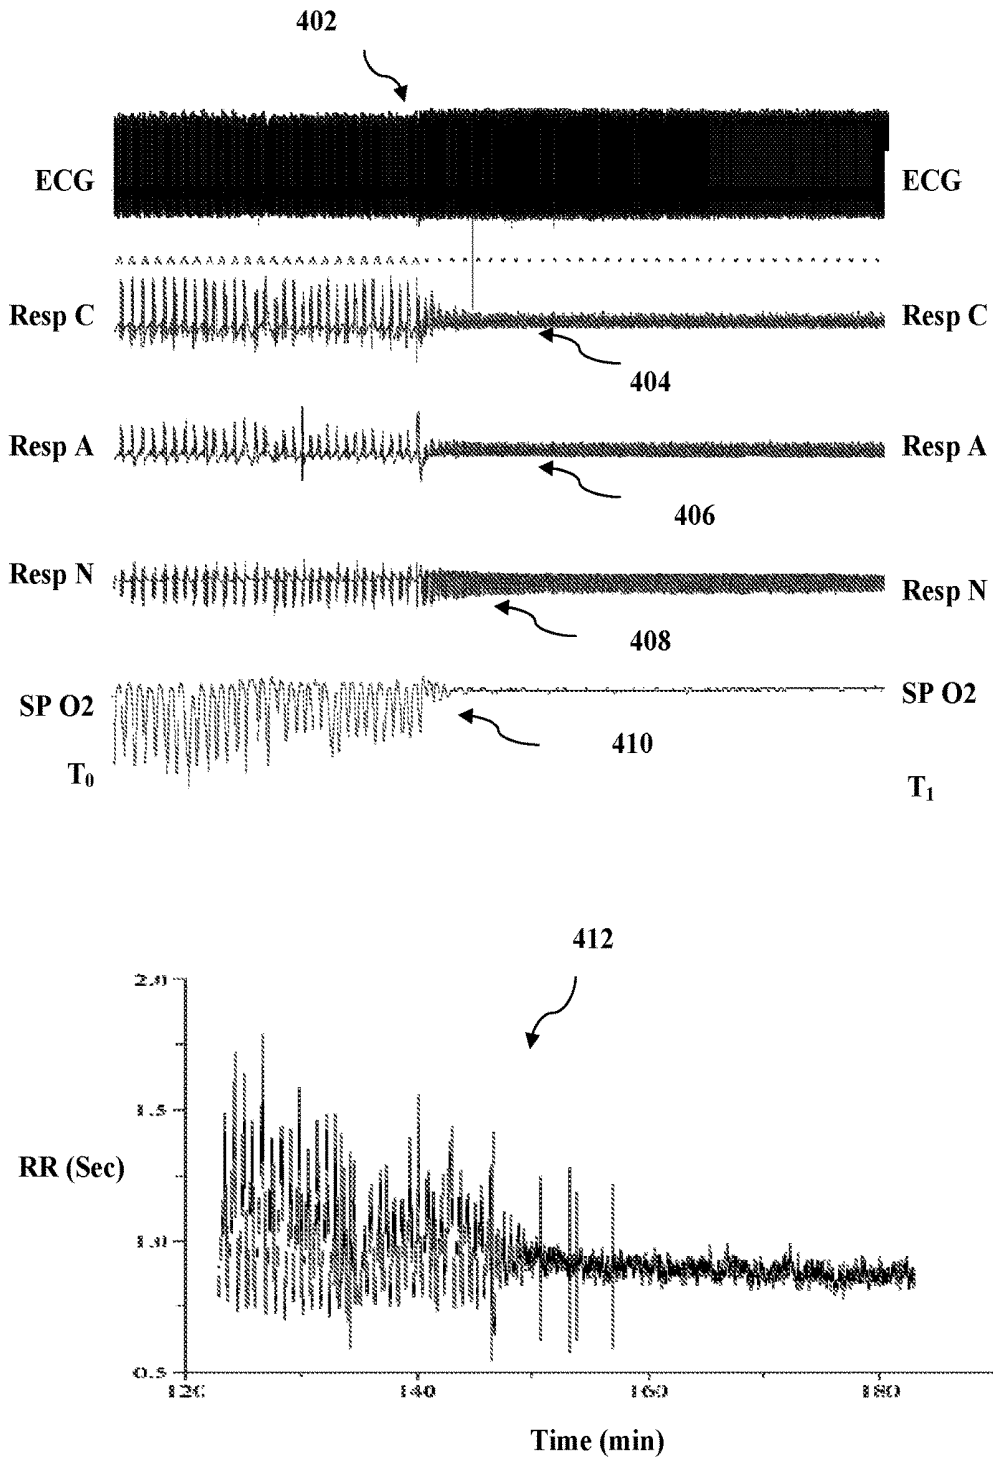 402
ECG ECG
Resp C Resp C
404
Resp A Resp A
406
Resp N Resp N
408
SP O2 SP O2
410
T0 T1
412
2.0
1.5
RR (Sec)
1.0
0.5
120 140 160 180
Time (min)